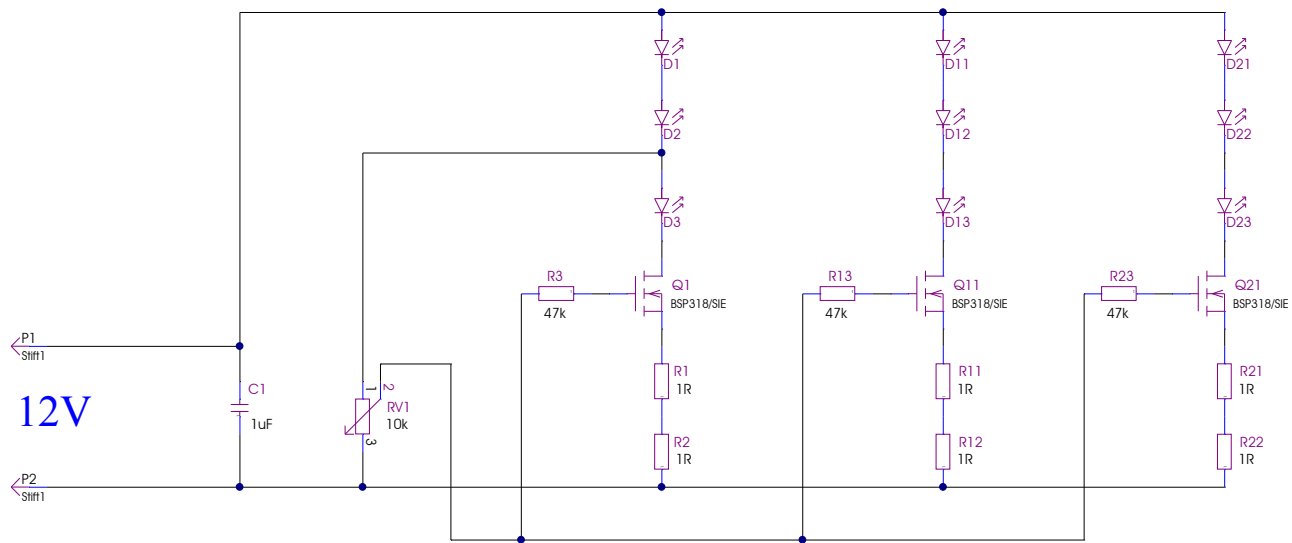 D1
D11
D21
D2
D12
D22
D3
D13
D23
R3
47k
Q1
BSP318/SIE
R13
47k
Q11
BSP318/SIE
R23
47k
Q21
BSP318/SIE
P1
Stift1
12V
C1
1uF
1
2
RV1
10k
3
R1
1R
R11
1R
R21
1R
R2
1R
R12
1R
R22
1R
P2
Stift1